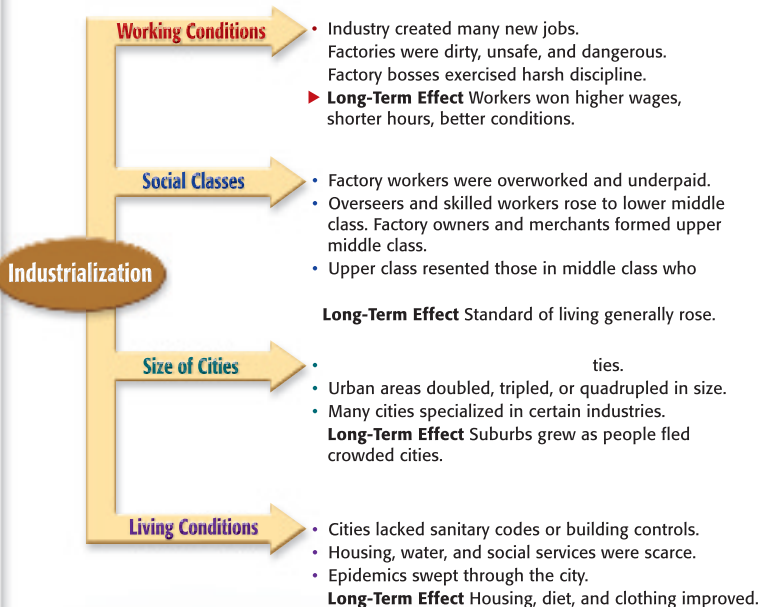 Working Conditions
• Industry created many new jobs.
Factories were dirty, unsafe, and dangerous.
Factory bosses exercised harsh discipline.
▶ Long-Term Effect Workers won higher wages,
shorter hours, better conditions.
Social Classes
• Factory workers were overworked and underpaid.
• Overseers and skilled workers rose to lower middle
class. Factory owners and merchants formed upper
middle class.
• Upper class resented those in middle class who
Long-Term Effect Standard of living generally rose.
Industrialization
Size of Cities
• ties.
• Urban areas doubled, tripled, or quadrupled in size.
• Many cities specialized in certain industries.
Long-Term Effect Suburbs grew as people fled
crowded cities.
Living Conditions
• Cities lacked sanitary codes or building controls.
• Housing, water, and social services were scarce.
• Epidemics swept through the city.
Long-Term Effect Housing, diet, and clothing improved.